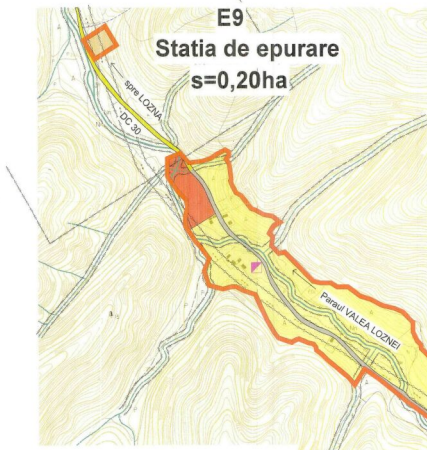 E9
Statia de epurare
s=0,20ha
spre LOZNA
DC 30
Paraul VALEA LOZNEI